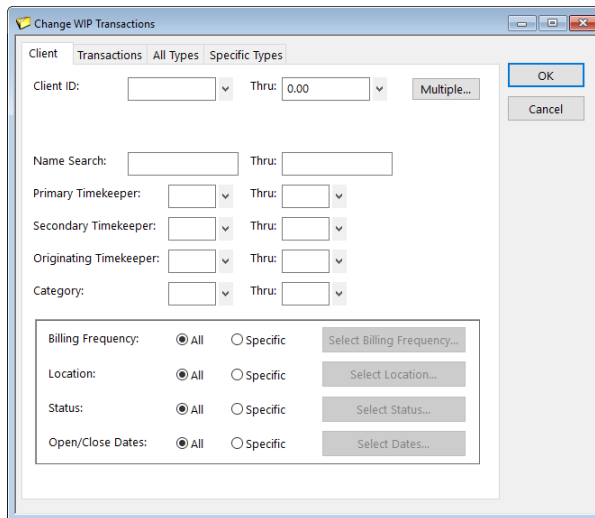 Change WIP Transactions
Client Transactions All Types Specific Types
Client ID: Thru: 0.00 Multiple...
OK
Cancel
Name Search: Thru:
Primary Timekeeper: Thru:
Secondary Timekeeper: Thru:
Originating Timekeeper: Thru:
Category: Thru:
Billing Frequency: All Specific Select Billing Frequency...
Location: All Specific Select Location...
Status: All Specific Select Status...
Open/Close Dates: All Specific Select Dates...